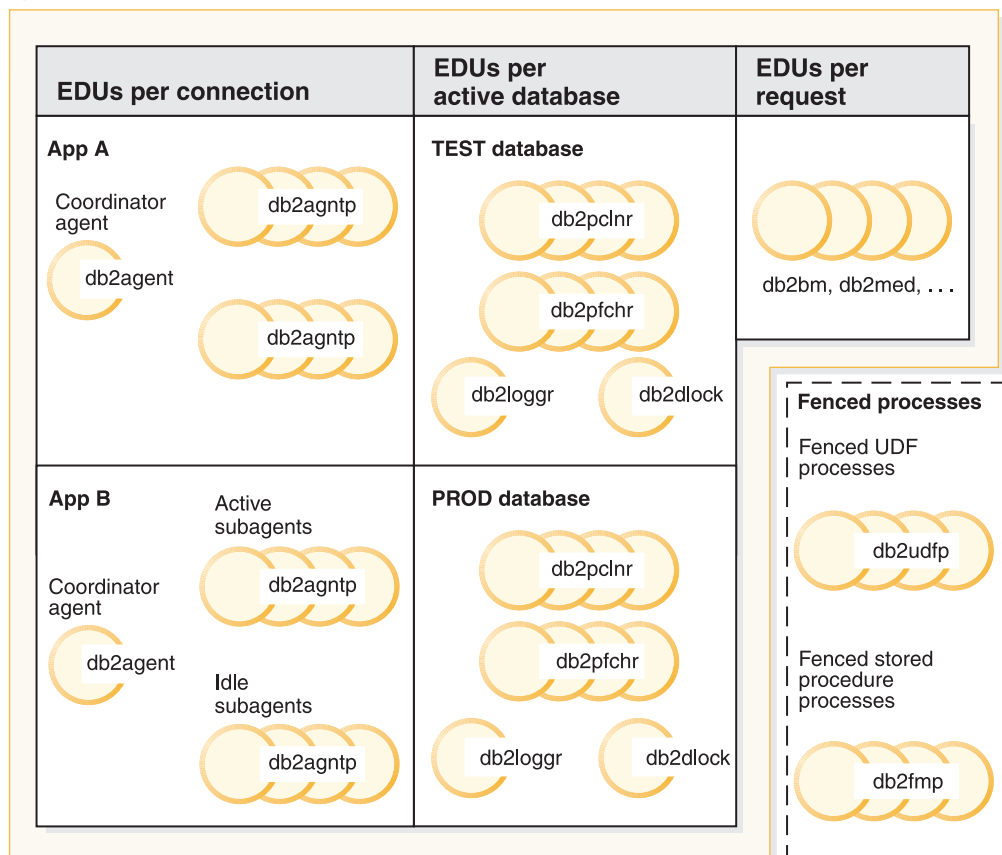 EDUs per connection
EDUs per
active database
EDUs per
request
App A
Coordinator
agent
db2agent
db2agntp
db2agntp
TEST database
db2pclnr
db2pfchr
db2loggr
db2dlock
db2bm, db2med, . . .
App B
Coordinator
agent
db2agent
Active
subagents
db2agntp
Idle
subagents
db2agntp
PROD database
db2pclnr
db2pfchr
db2loggr
db2dlock
Fenced processes
Fenced UDF
processes
db2udfp
Fenced stored
procedure
processes
db2fmp